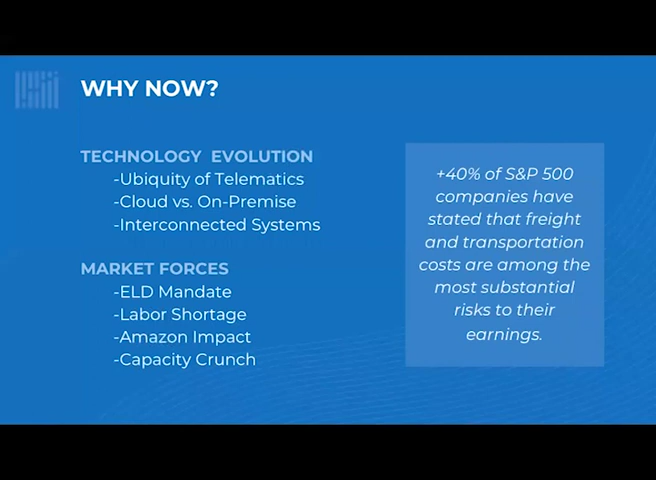 WHY NOW?
TECHNOLOGY EVOLUTION
-Ubiquity of Telematics
-Cloud vs. On-Premise
-Interconnected Systems
MARKET FORCES
-ELD Mandate
-Labor Shortage
-Amazon Impact
-Capacity Crunch
+40% of S&P 500
companies have
stated that freight
and transportation
costs are among the
most substantial
risks to their
earnings.